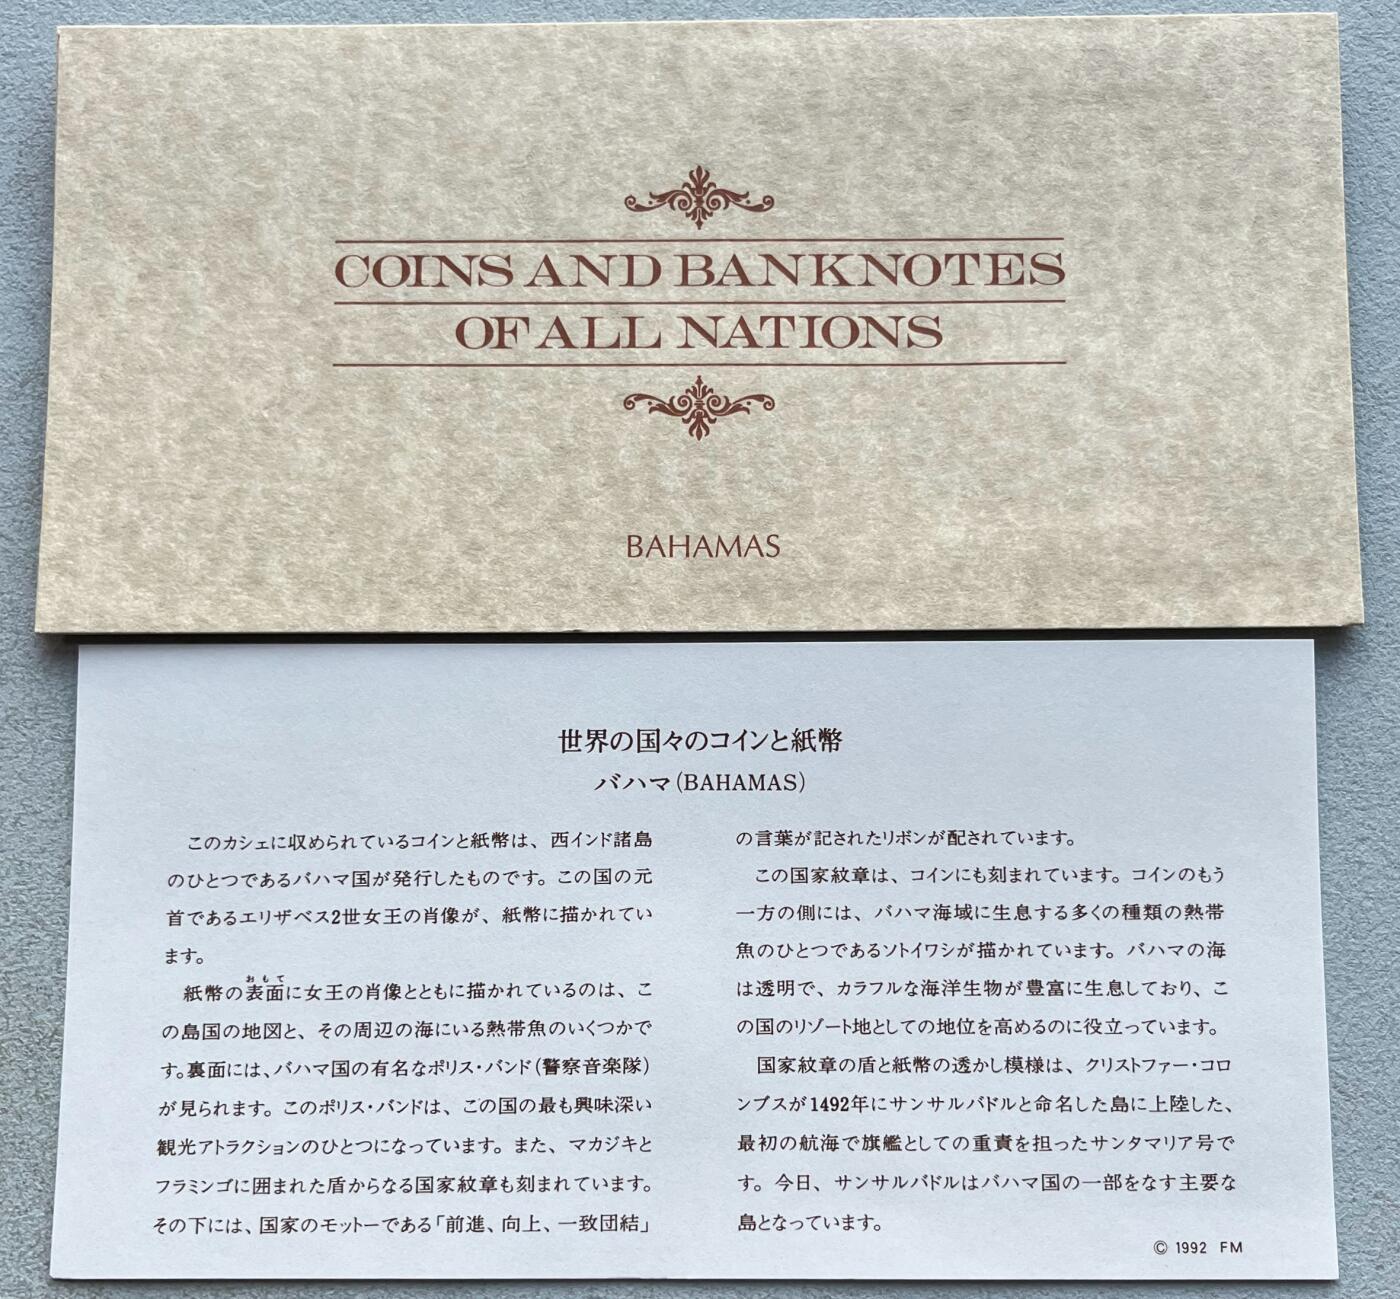 COINS AND BANKNOTES
OF ALL NATIONS
BAHAMAS
世界の国々のコインと紙幣
バハマ(BAHAMAS)
このカシェに収められているコインと紙幣は、西インド諸島
のひとつであるバハマ国が発行したものです。この国の元
首であるエリザベス2世女王の肖像が、紙幣に描かれてい
ます。
おもて
紙幣の表面に女王の肖像とともに描かれているのは、こ
の島国の地図と、その周辺の海にいる熱帯魚のいくつかで
す。裏面には、バハマ国の有名なポリス・バンド(警察音楽隊)
が見られます。このポリス・バンドは、この国の最も興味深い
観光アトラクションのひとつになっています。また、マカジキと
フラミンゴに囲まれた盾からなる国家紋章も刻まれています。
その下には、国家のモットーである「前進、向上、一致団結」
の言葉が記されたリボンが配されています。
この国家紋章は、コインにも刻まれています。コインのもう
一方の側には、バハマ海域に生息する多くの種類の熱帯
魚のひとつであるソトイワシが描かれています。バハマの海
は透明で、カラフルな海洋生物が豊富に生息しており、こ
の国のリゾート地としての地位を高めるのに役立っています。
国家紋章の盾と紙幣の透かし模様は、クリストファー・コロ
ンブスが1492年にサンサルバドルと命名した島に上陸した、
最初の航海で旗艦としての重責を担ったサンタマリア号で
す。今日、サンサルバドルはバハマ国の一部をなす主要な
島となっています。
© 1992 FM